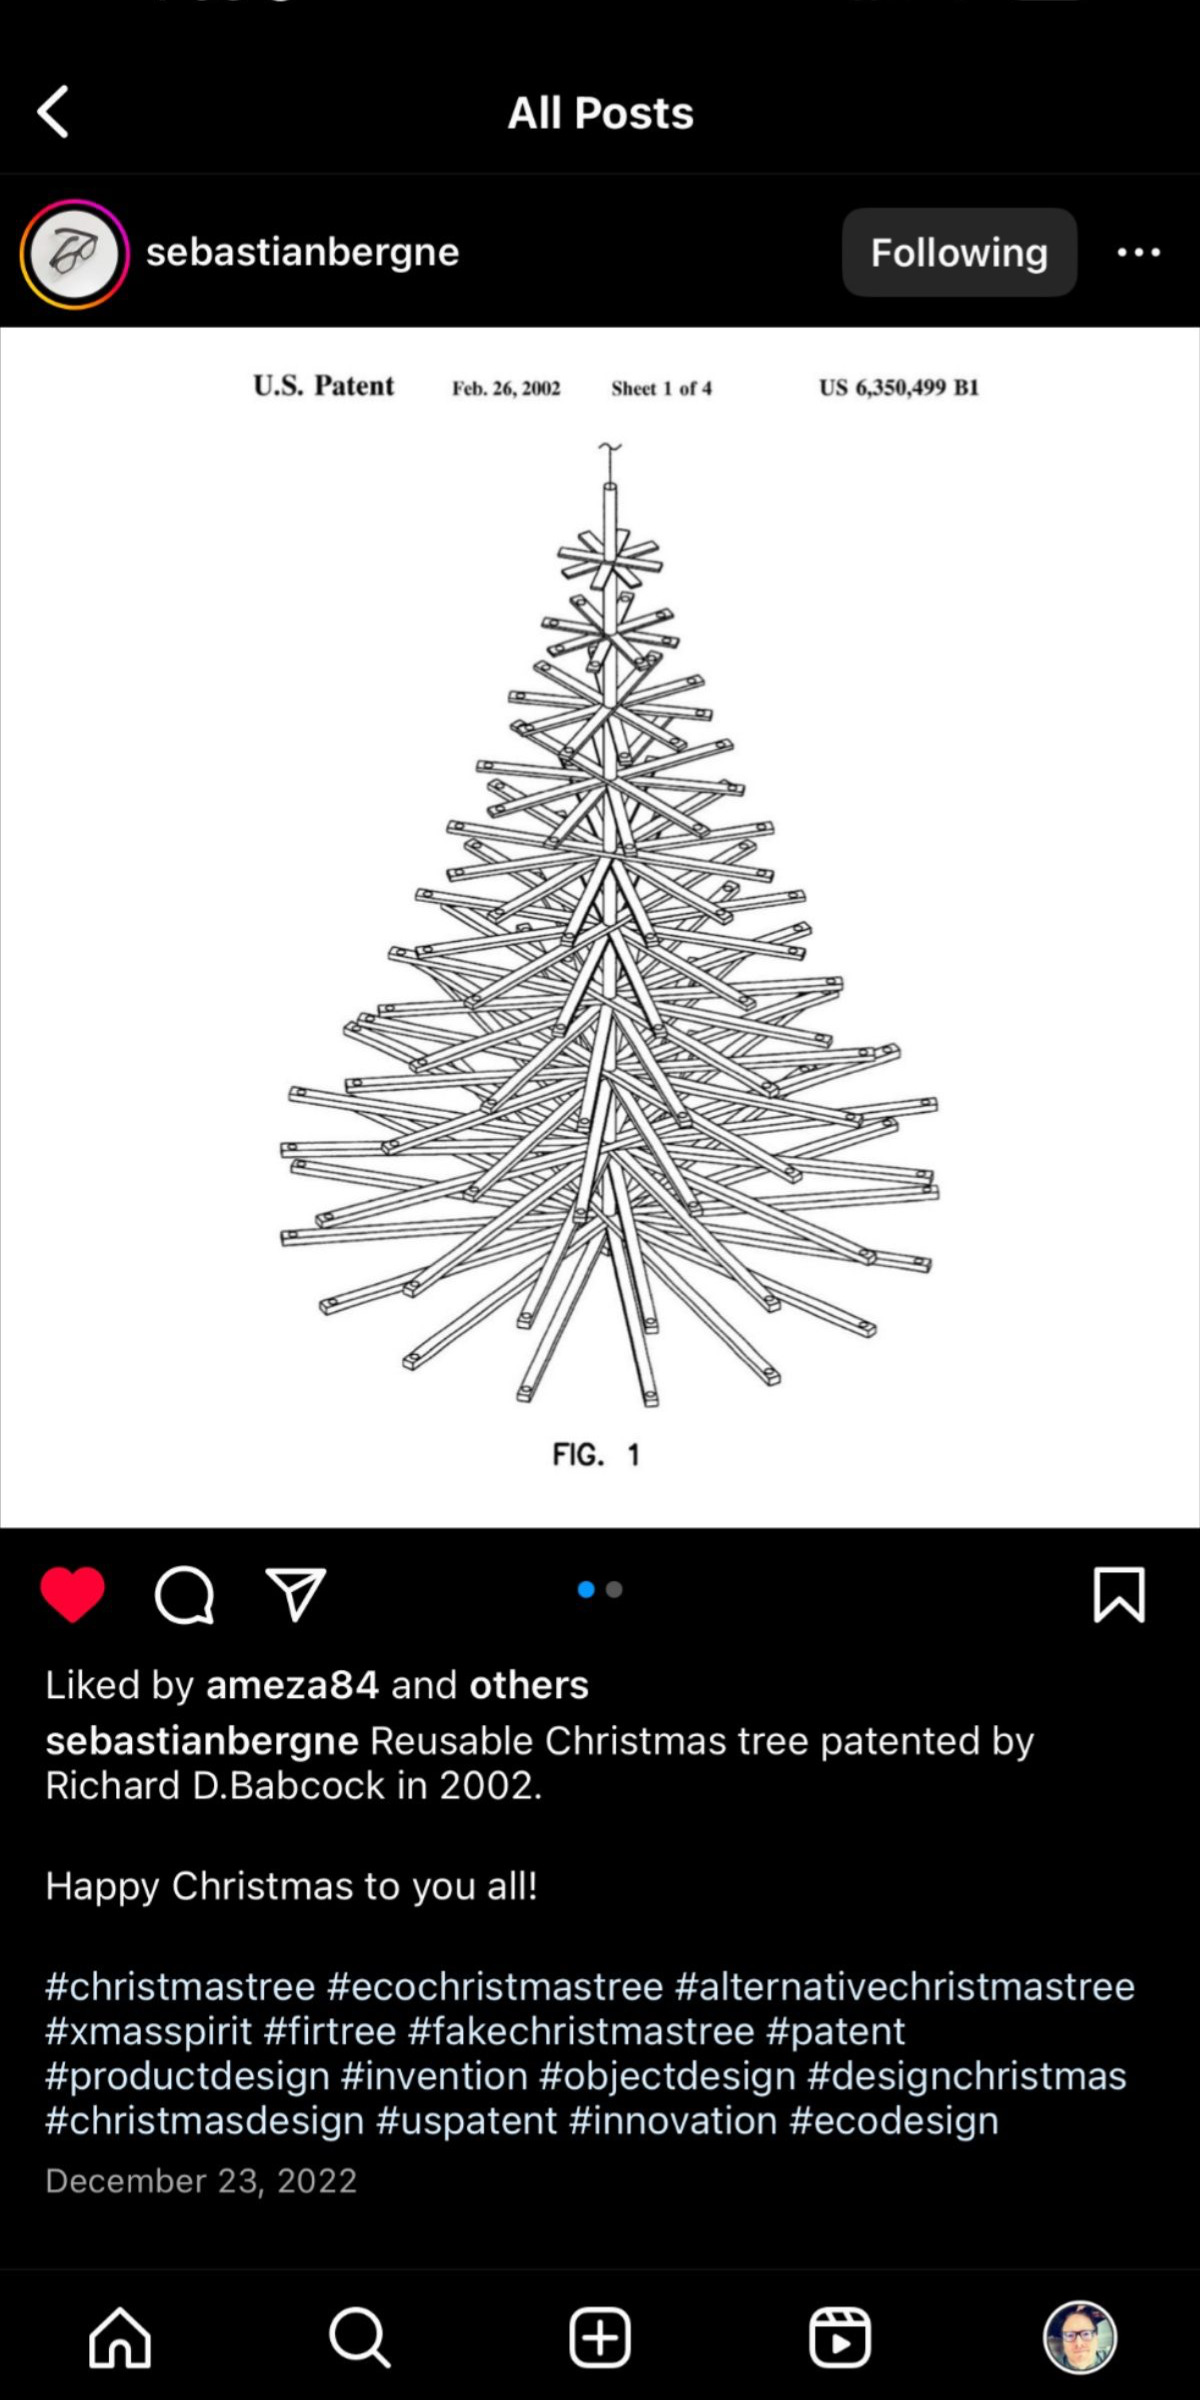 All Posts
sebastianbergne
Following
U.S. Patent Feb. 26, 2002 Sheet 1 of 4 US 6,350,499 B1
FIG. 1
Liked by ameza84 and others
sebastianbergne Reusable Christmas tree patented by
Richard D.Babcock in 2002.
Happy Christmas to you all!
#christmastree #ecochristmastree #alternativechristmastree
#xmasspirit #firtree #fakechristmastree #patent
#productdesign #invention #objectdesign #designchristmas
#christmasdesign #uspatent #innovation #ecodesign
December 23, 2022